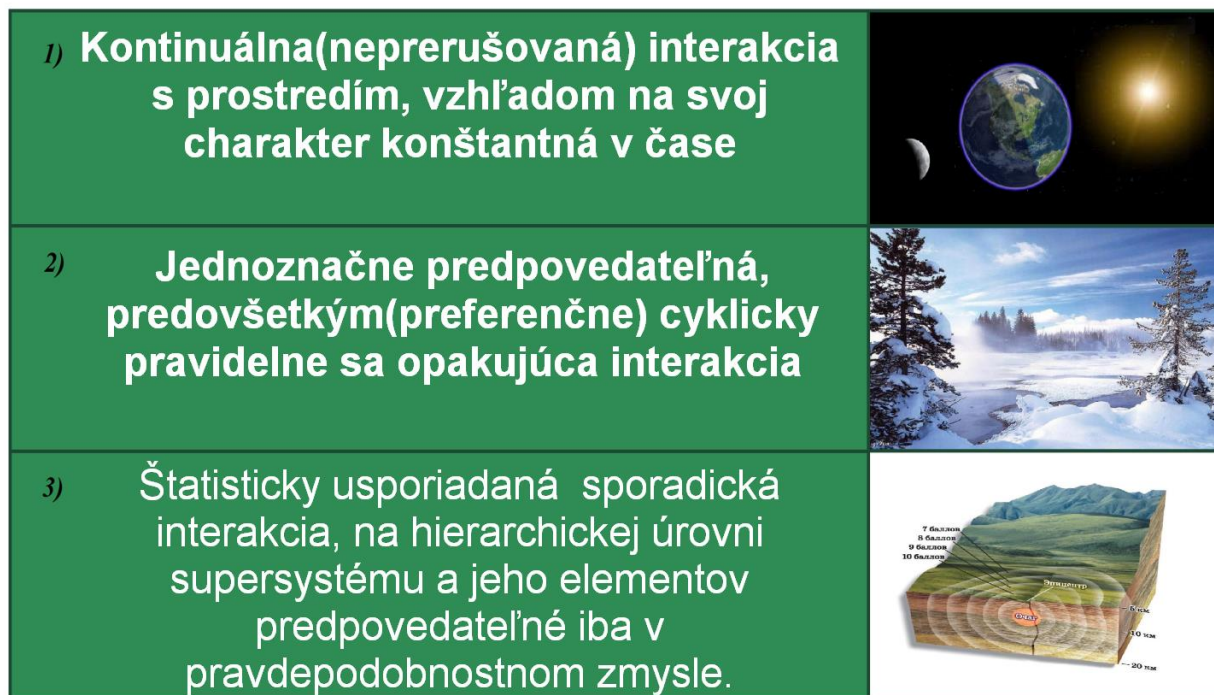 1) Kontinuálna(neprerušovaná) interakcia
s prostredím, vzhľadom na svoj
charakter konštantná v čase
2) Jednoznačne predpovedateľná,
predovšetkým(preferenčne) cyklicky
pravidelne sa opakujúca interakcia
3) Štatisticky usporiadaná sporadická
interakcia, na hierarchickej úrovni
supersystému a jeho elementov
predpovedateľné iba v
pravdepodobnostnom zmysle.
7 баллов
8 баллов
9 баллов
10 баллов
Эпицентр
Очаг
5 км
10 км
20 км